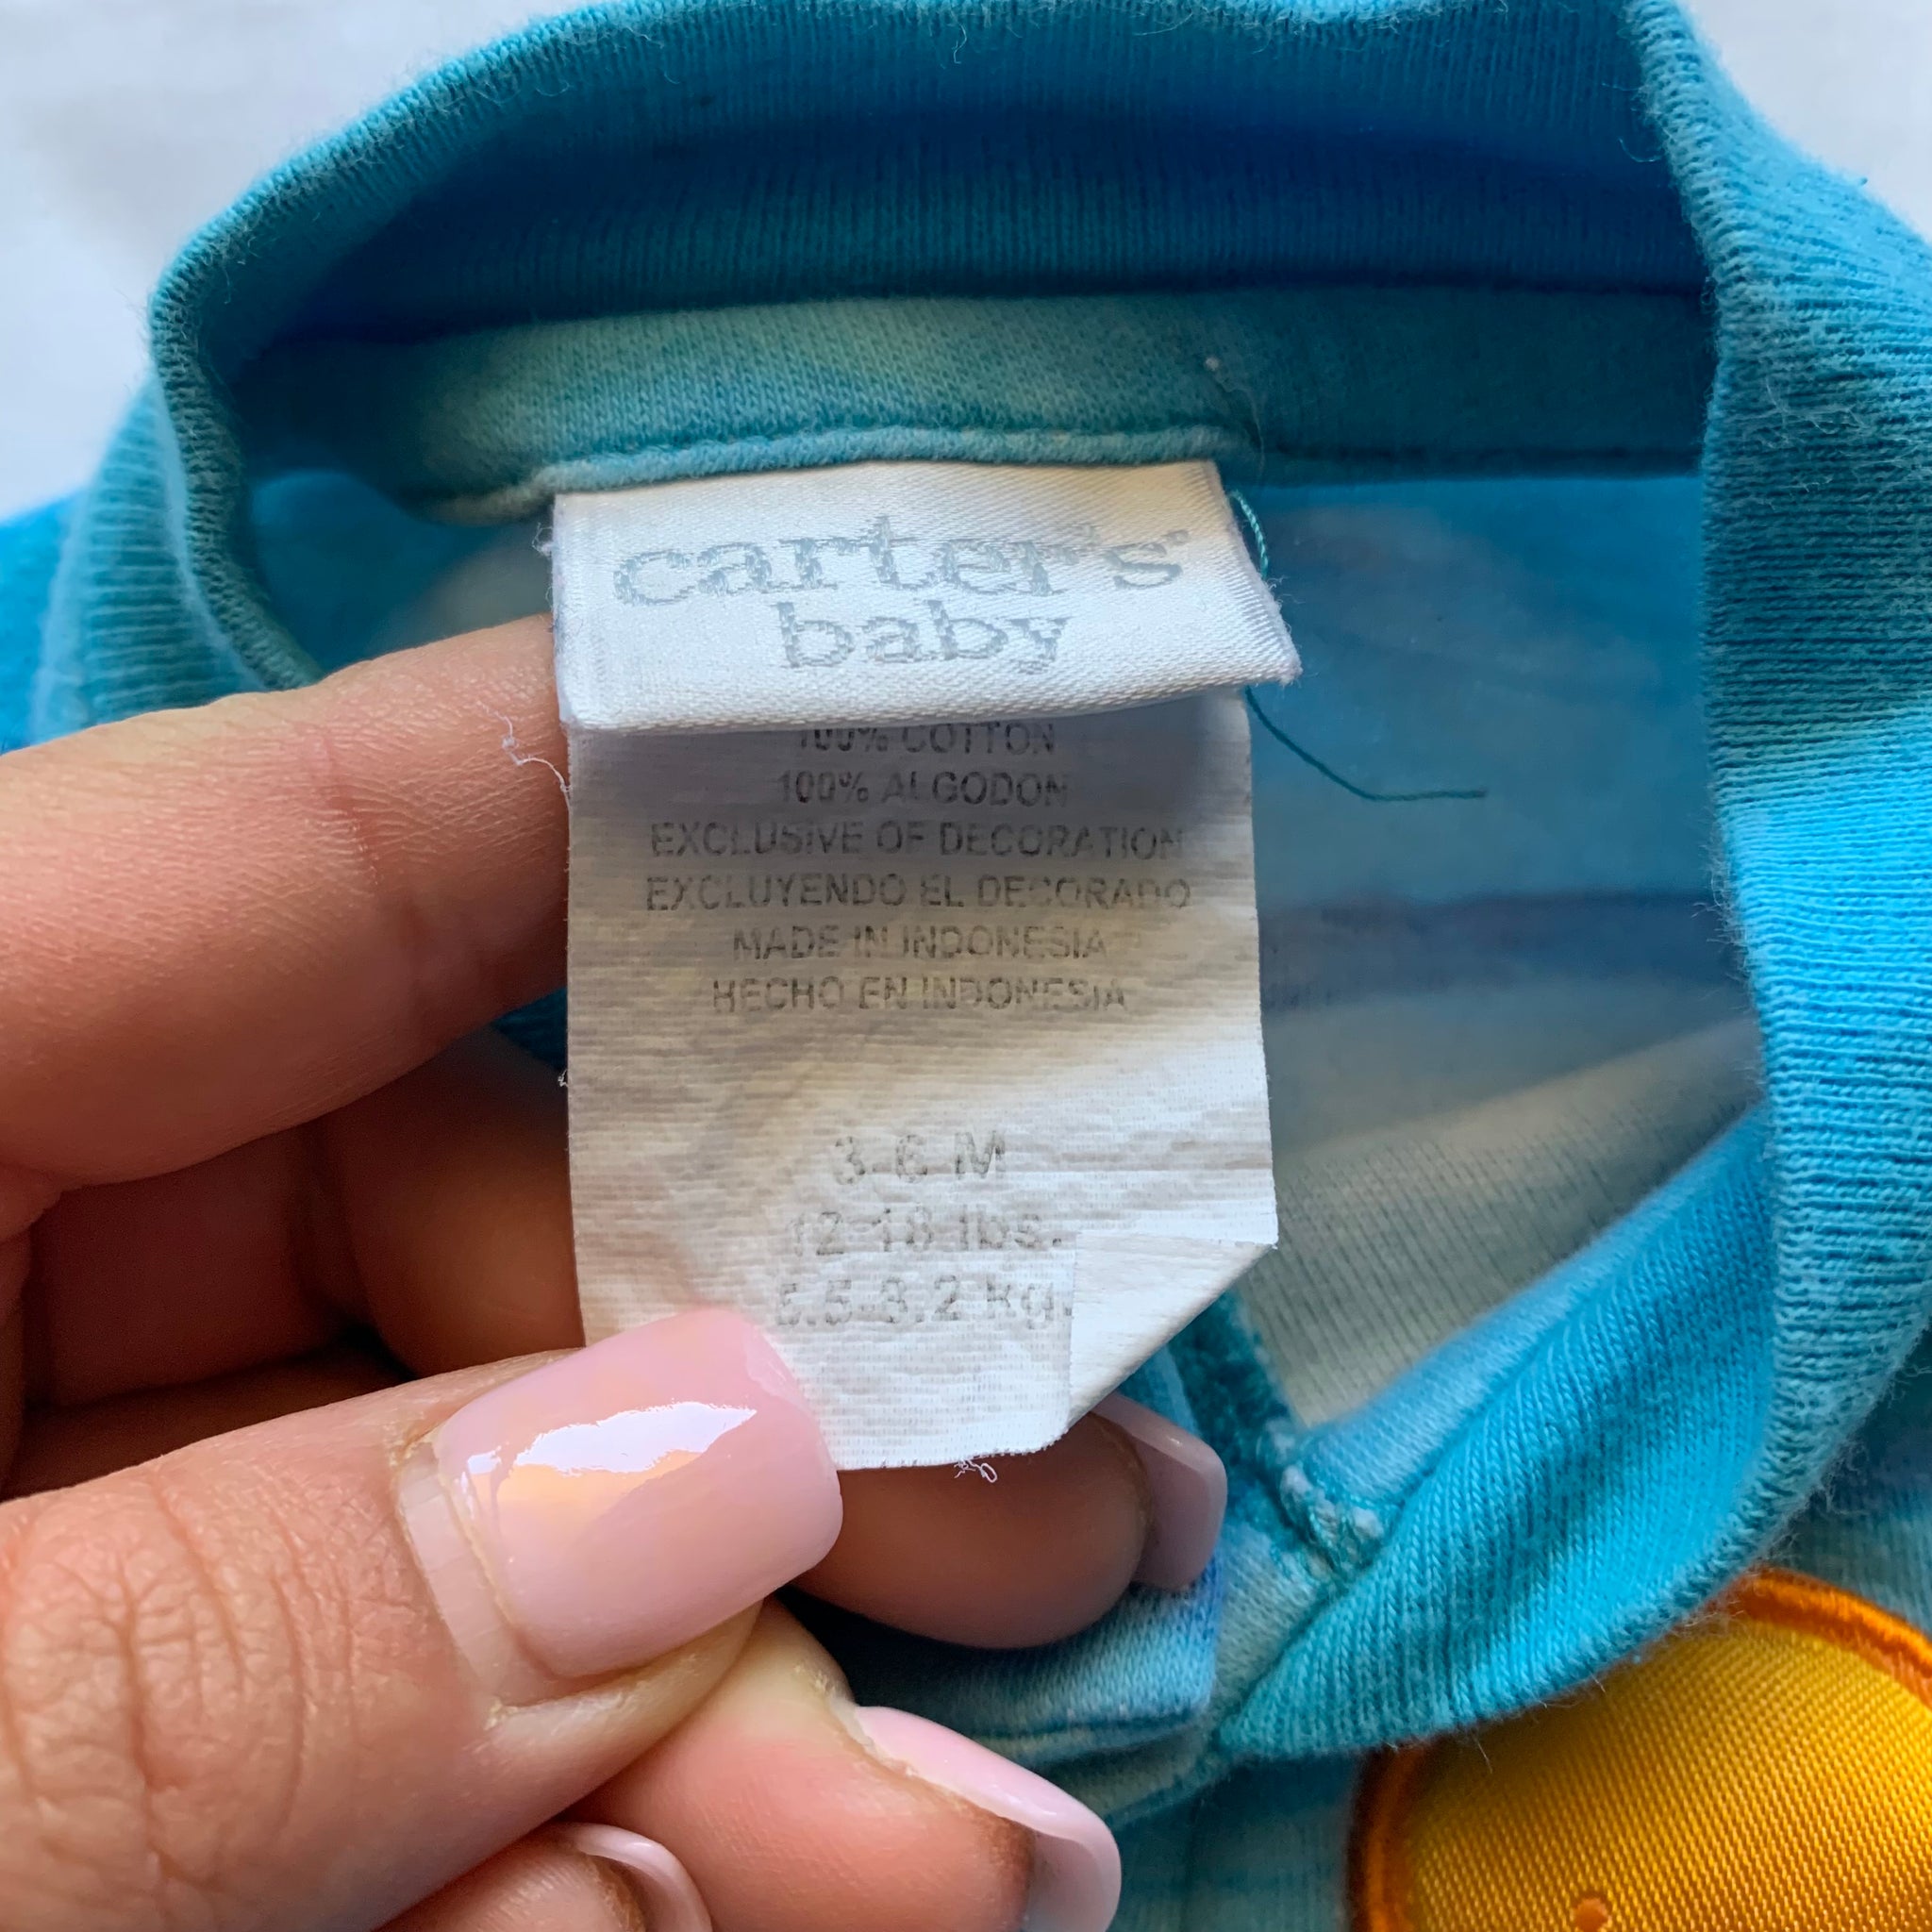 carter's
baby
100% COTTON
100% ALGODON
EXCLUSIVE OF DECORATION
EXCLUYENDO EL DECORADO
MADE IN INDONESIA
HECHO EN INDONESIA
3-6 M
12-18 lbs.
5.5-8.2 kg.